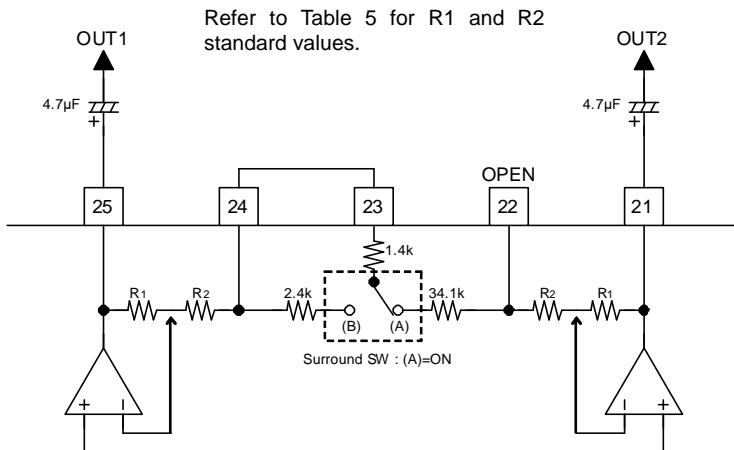 Refer to Table 5 for R1 and R2
standard values.
OUT1
OUT2
4.7μF
+
4.7μF
+
OPEN
25
24
23
22
21
1.4k
R1
R2
2.4k
34.1k
R2
R1
(B)
(A)
Surround SW : (A)=ON
+
−
−
+